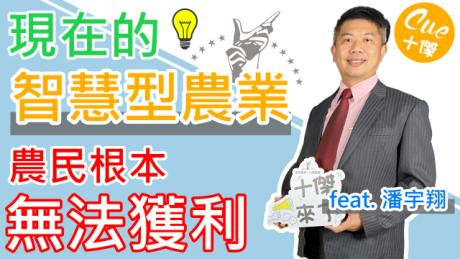 現在的
智慧型農業
農民根本
無法獲利
Cue
十傑
十傑
來了
feat. 潘宇翔